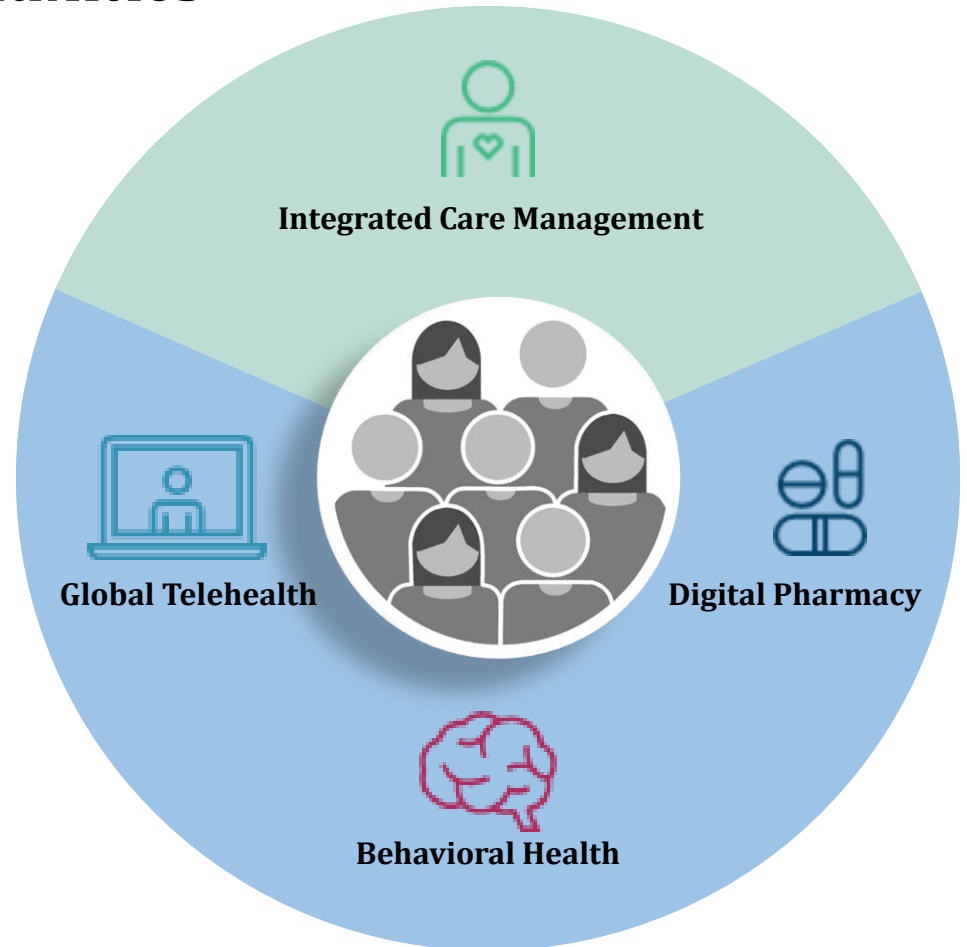 Integrated Care Management
Global Telehealth
Digital Pharmacy
Behavioral Health